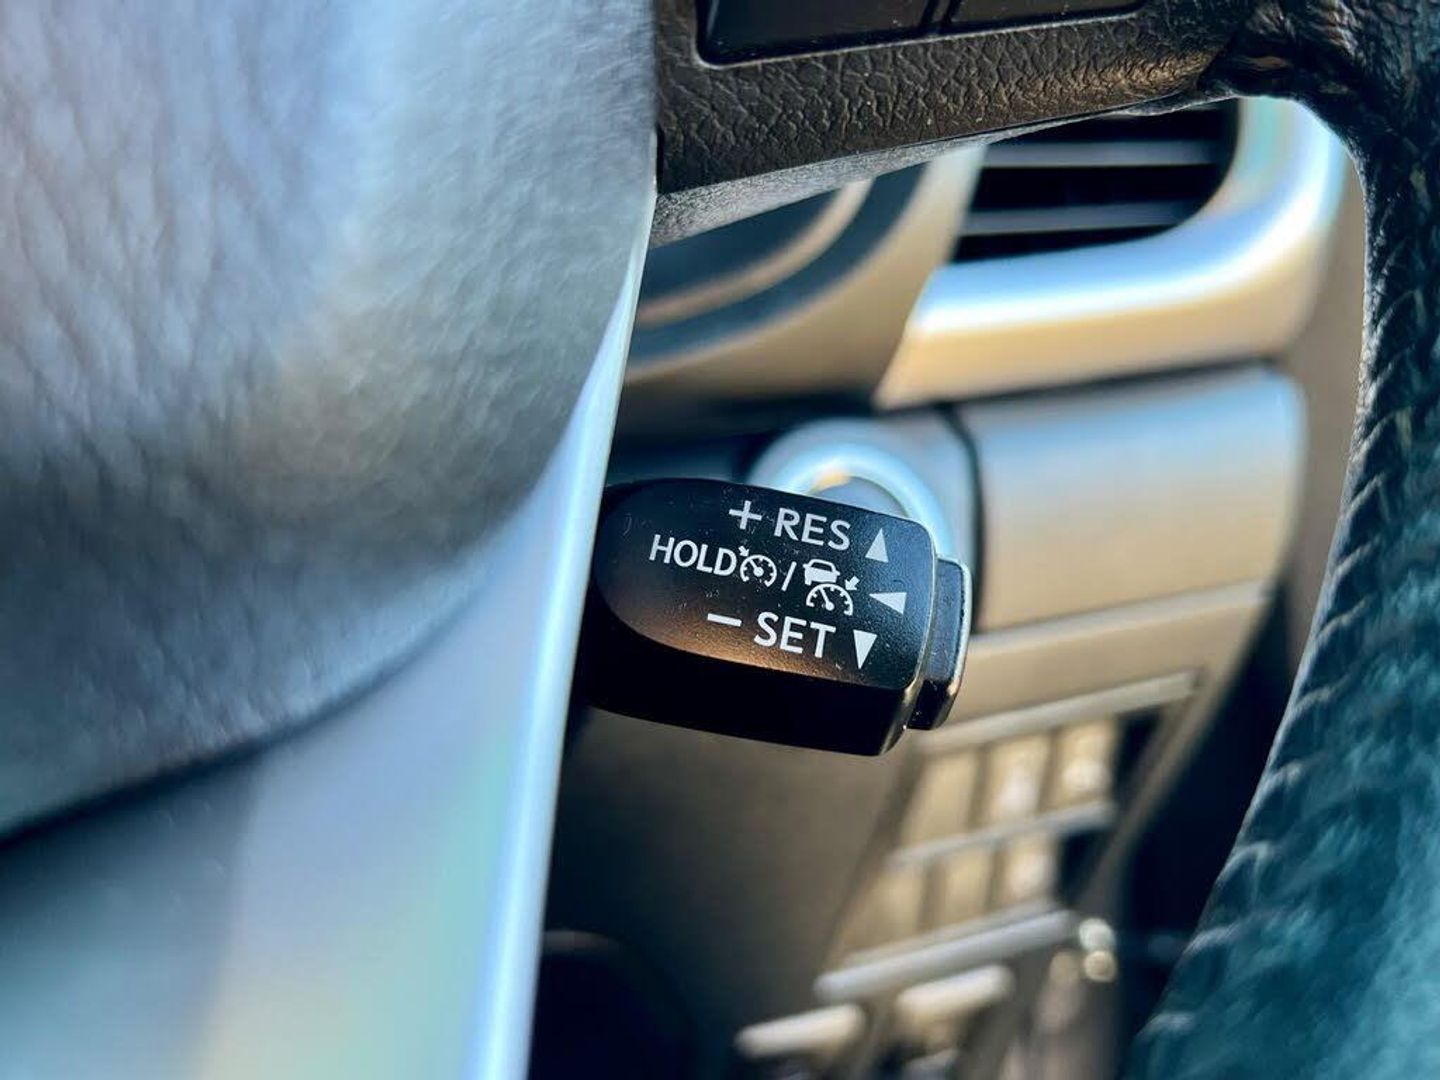 + RES ▲
HOLD / ◀
– SET ▼